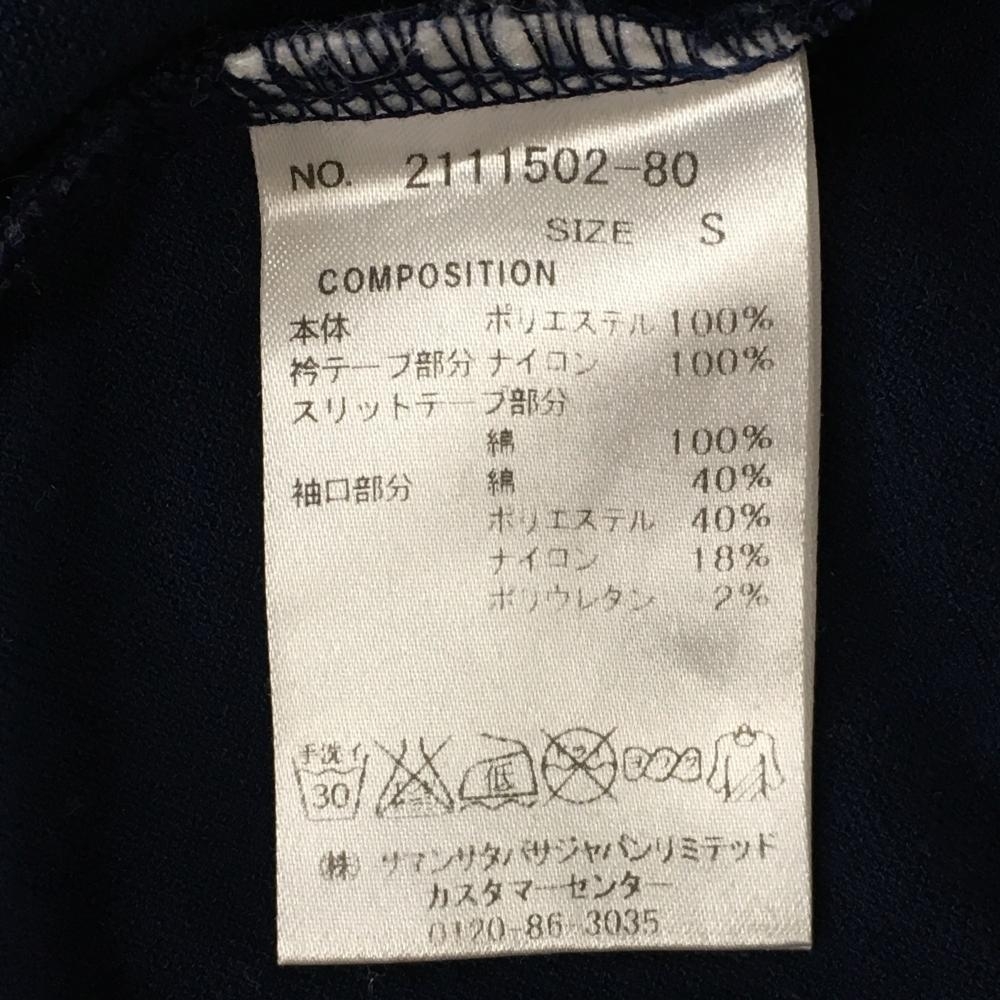 NO. 2111502-80
SIZE S
COMPOSITION
本体 ポリエステル 100%
衿テープ部分 ナイロン 100%
スリットテープ部分
綿 100%
袖口部分 綿 40%
ポリエステル 40%
ナイロン 18%
ポリウレタン 2%
手洗イ
30
低
(株) サマンサタバサジャパンリミテッド
カスタマーセンター
0120-86-3035